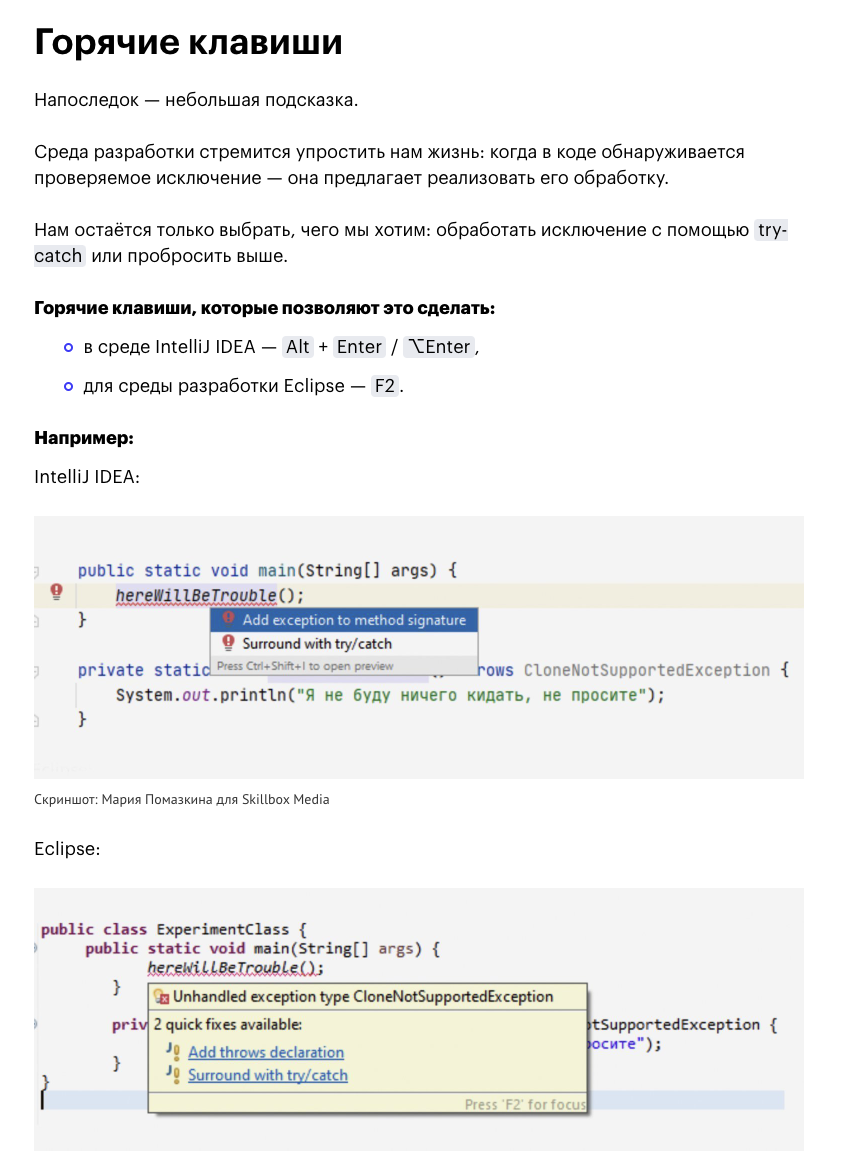 Горячие клавиши
Напоследок — небольшая подсказка.
Среда разработки стремится упростить нам жизнь: когда в коде обнаруживается
проверяемое исключение — она предлагает реализовать его обработку.
Нам остаётся только выбрать, чего мы хотим: обработать исключение с помощью try-
catch или пробросить выше.
Горячие клавиши, которые позволяют это сделать:
в среде IntelliJ IDEA — Alt + Enter / ⌥Enter,
для среды разработки Eclipse — F2.
Например:
IntelliJ IDEA:
public static void main(String[] args) {
hereWillBeTrouble();
}
Add exception to method signature
Surround with try/catch
Press Ctrl+Shift+I to open preview
private static rows CloneNotSupportedException {
System.out.println("Я не буду ничего кидать, не просите");
}
Скриншот: Мария Помазкина для Skillbox Media
Eclipse:
public class ExperimentClass {
public static void main(String[] args) {
hereWillBeTrouble();
}
Unhandled exception type CloneNotSupportedException
2 quick fixes available:
Add throws declaration
Surround with try/catch
Press 'F2' for focus
priv otSupportedException {
росите");
}
}